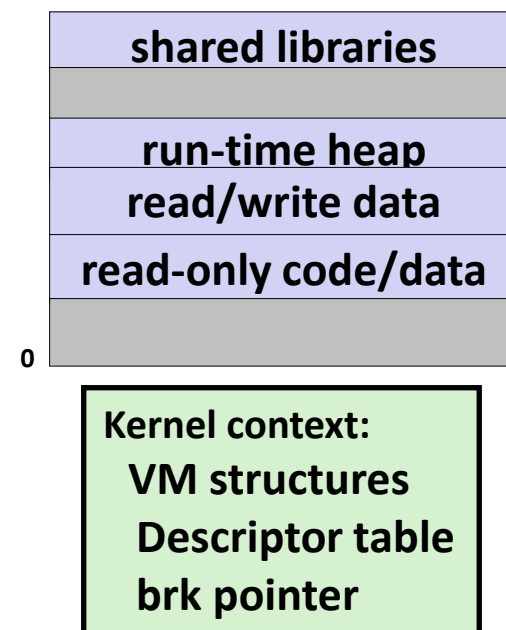 shared libraries
run-time heap
read/write data
read-only code/data
0
Kernel context:
VM structures
Descriptor table
brk pointer